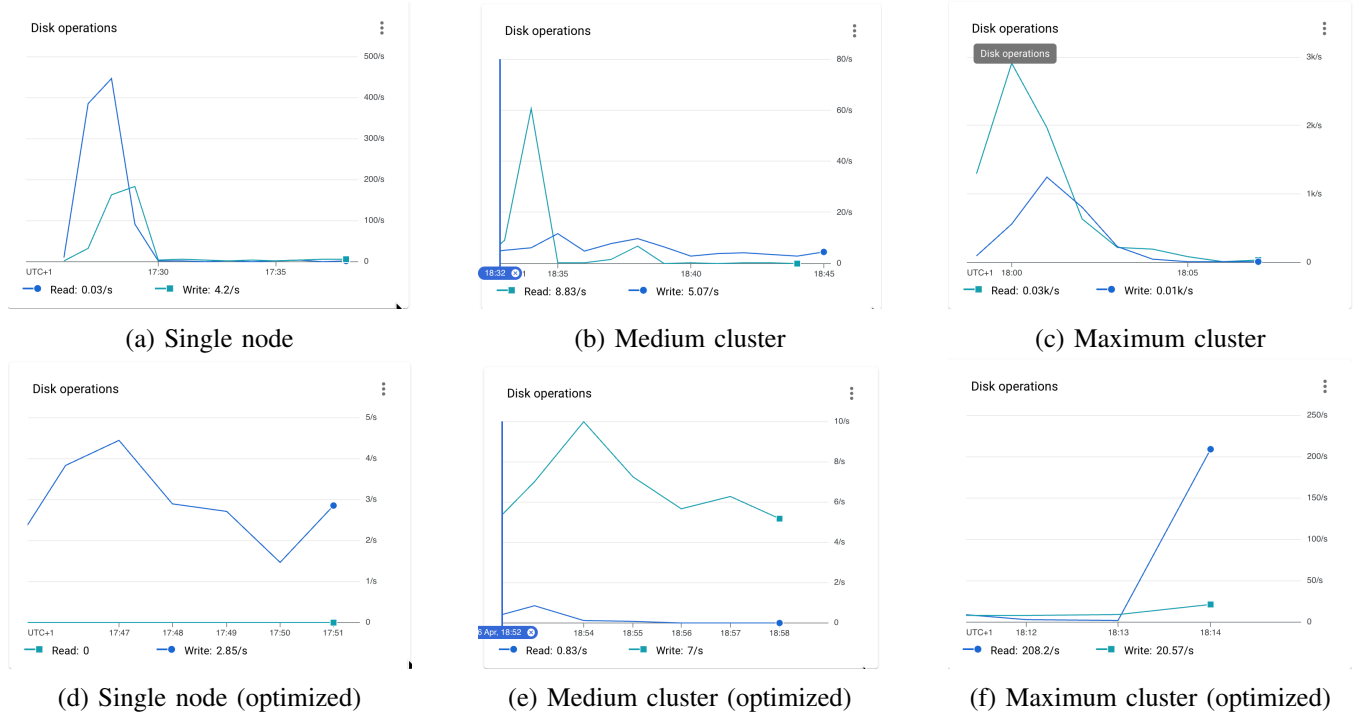 Disk operations
500/s
400/s
300/s
200/s
100/s
0
UTC+1 17:30 17:35
Read: 0.03/s Write: 4.2/s
(a) Single node
Disk operations
80/s
60/s
40/s
20/s
0
18:32 1 18:35 18:40 18:45
Read: 8.83/s Write: 5.07/s
(b) Medium cluster
Disk operations
Disk operations
3k/s
2k/s
1k/s
0
UTC+1 18:00 18:05
Read: 0.03k/s Write: 0.01k/s
(c) Maximum cluster
Disk operations
5/s
4/s
3/s
2/s
1/s
0
UTC+1 17:47 17:48 17:49 17:50 17:51
Read: 0 Write: 2.85/s
(d) Single node (optimized)
Disk operations
10/s
8/s
6/s
4/s
2/s
0
6 Apr, 18:52 18:54 18:55 18:56 18:57 18:58
Read: 0.83/s Write: 7/s
(e) Medium cluster (optimized)
Disk operations
250/s
200/s
150/s
100/s
50/s
0
UTC+1 18:12 18:13 18:14
Read: 208.2/s Write: 20.57/s
(f) Maximum cluster (optimized)